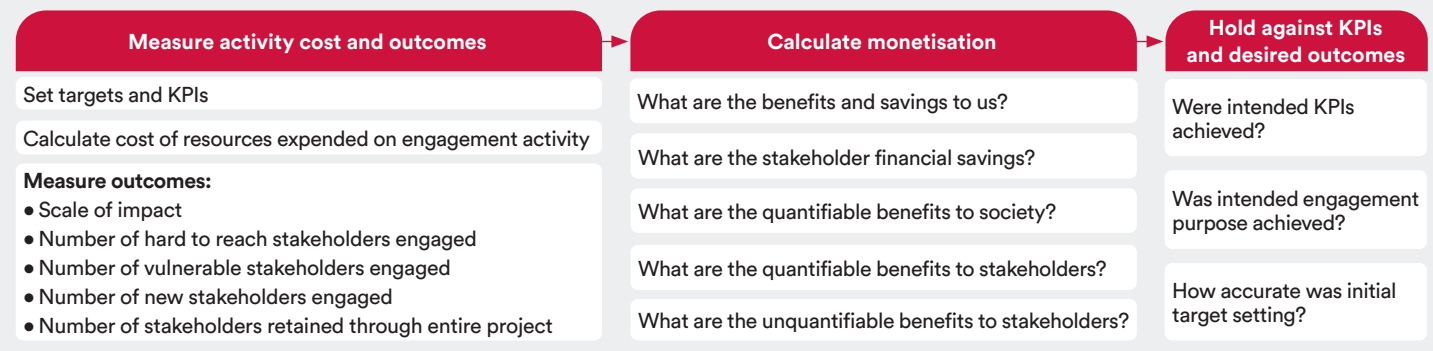 Measure activity cost and outcomes
Set targets and KPIs
Calculate cost of resources expended on engagement activity
Measure outcomes:
• Scale of impact
• Number of hard to reach stakeholders engaged
• Number of vulnerable stakeholders engaged
• Number of new stakeholders engaged
• Number of stakeholders retained through entire project
Calculate monetisation
What are the benefits and savings to us?
What are the stakeholder financial savings?
What are the quantifiable benefits to society?
What are the quantifiable benefits to stakeholders?
What are the unquantifiable benefits to stakeholders?
Hold against KPIs
and desired outcomes
Were intended KPIs
achieved?
Was intended engagement
purpose achieved?
How accurate was initial
target setting?